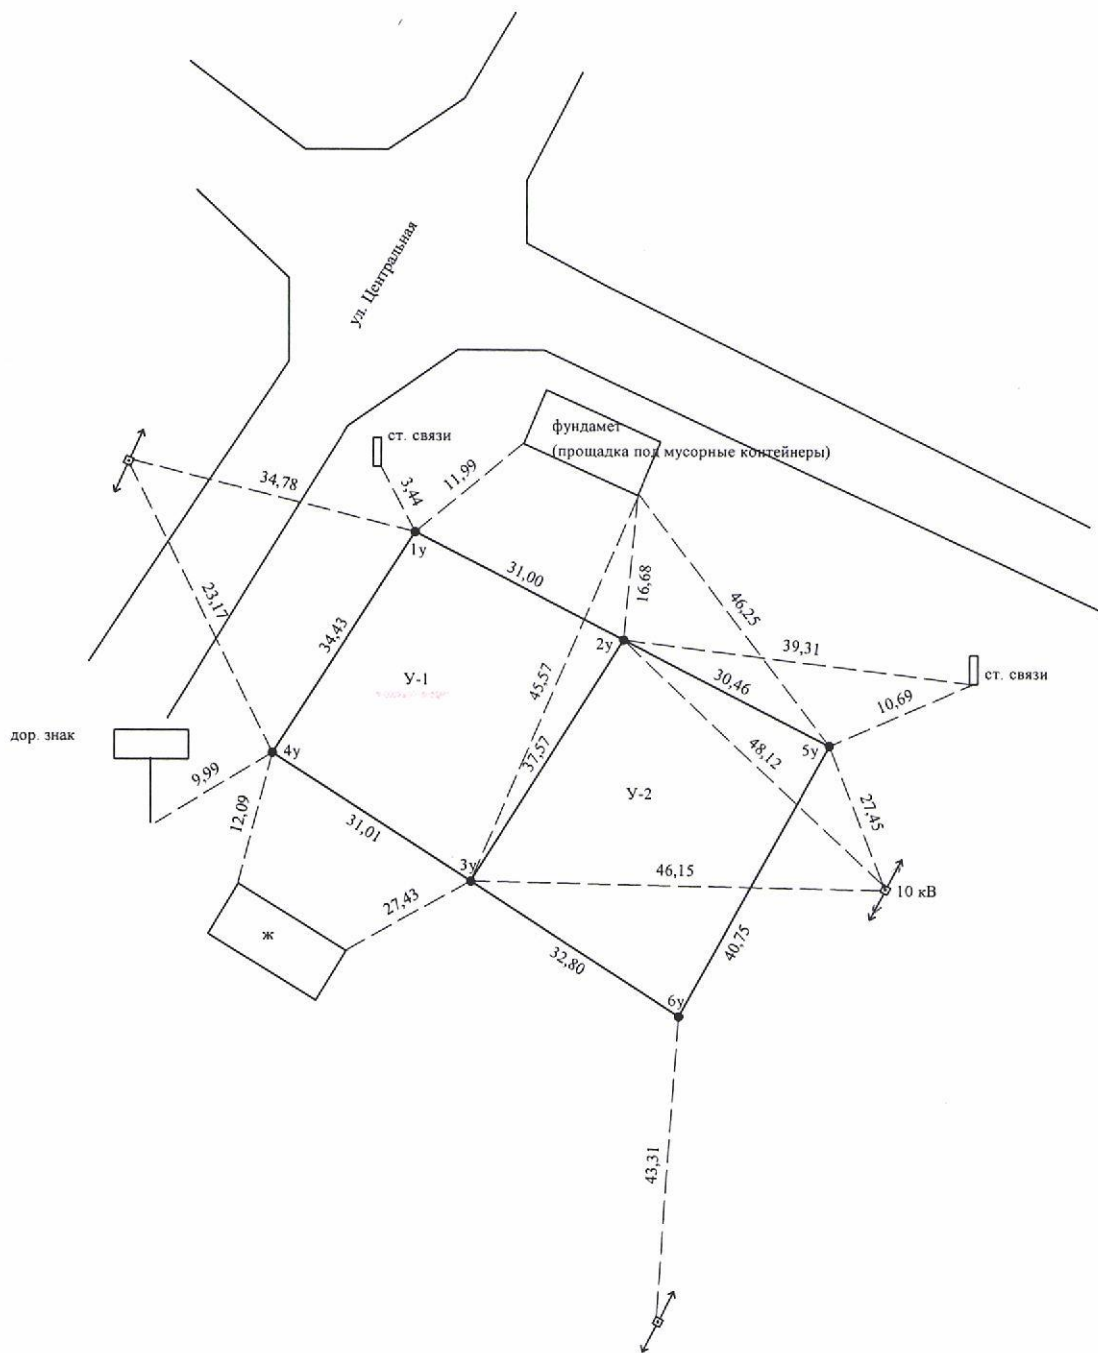 ул. Центральная
фундамет
(прощадка под мусорные контейнеры)
ст. связи
34,78
3,44
11,99
1у
31,00
16,68
46,25
23,17
34,43
2у
39,31
ст. связи
У-1
45,57
30,46
10,69
дор. знак
4у
37,57
48,12
5у
9,99
У-2
27,45
12,09
31,01
3у
46,15
10 кВ
27,43
ж
40,75
32,80
6у
43,31